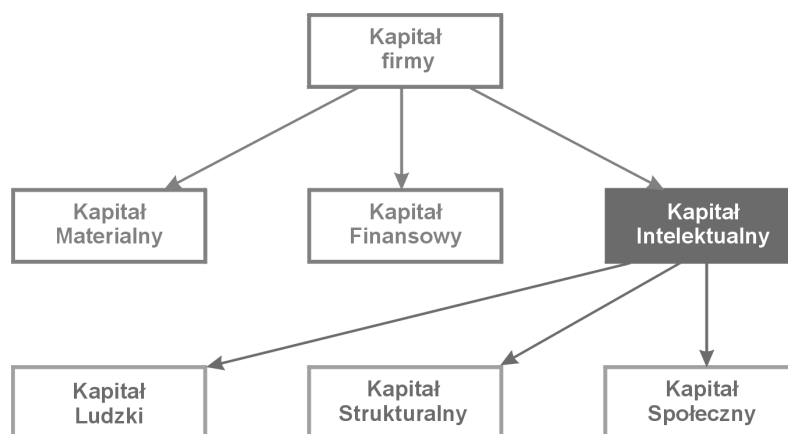 Kapitał
firmy
Kapitał
Materialny
Kapitał
Finansowy
Kapitał
Intelektualny
Kapitał
Ludzki
Kapitał
Strukturalny
Kapitał
Społeczny